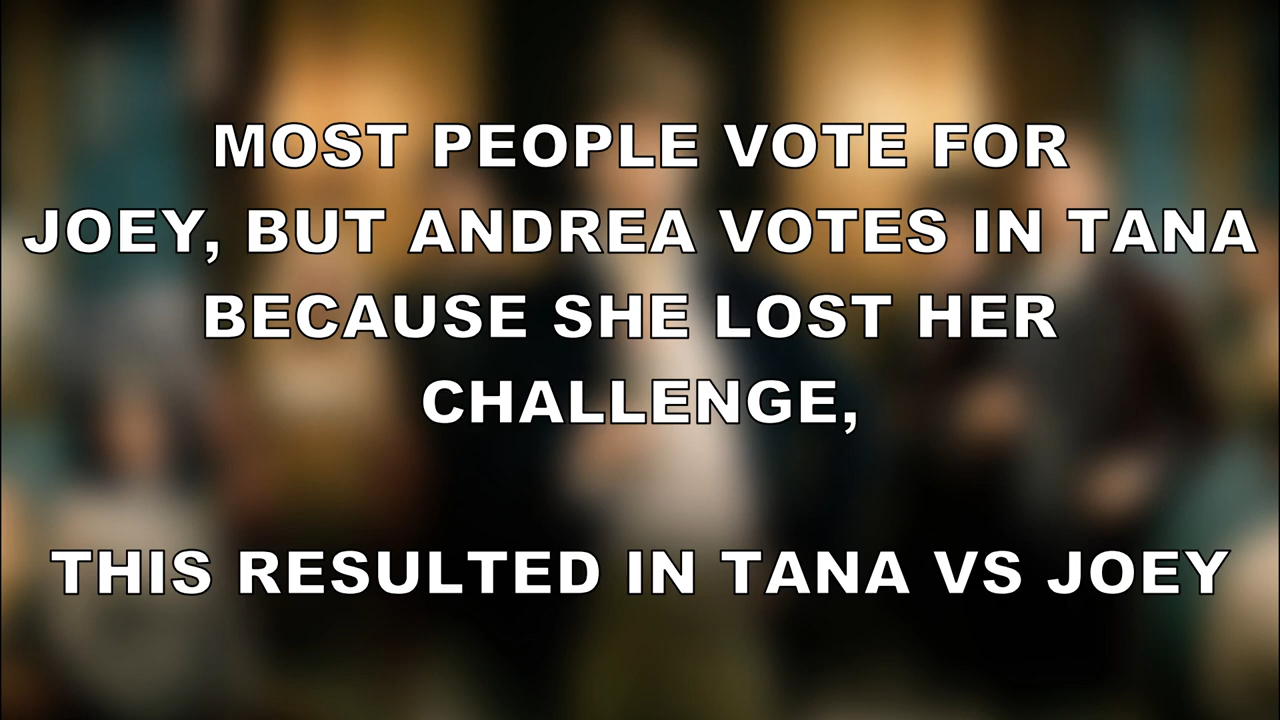 MOST PEOPLE VOTE FOR
JOEY, BUT ANDREA VOTES IN TANA
BECAUSE SHE LOST HER
CHALLENGE,
THIS RESULTED IN TANA VS JOEY